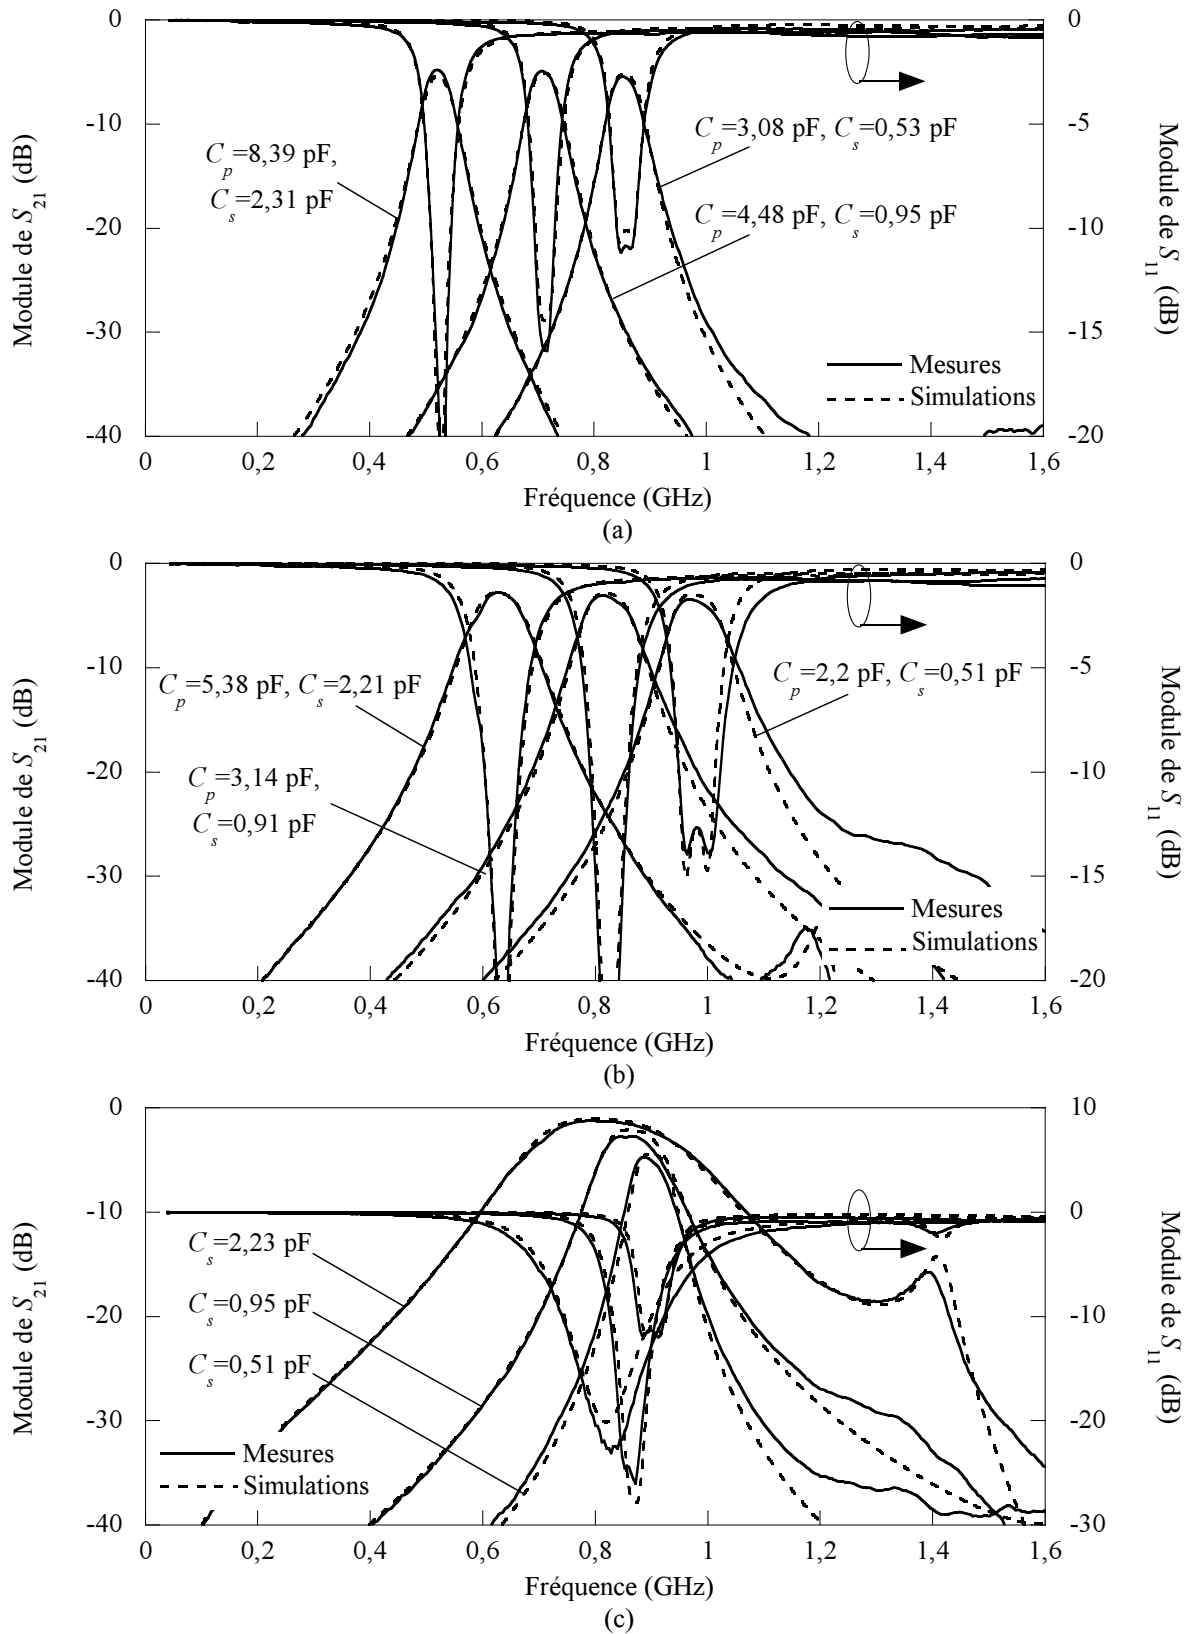 0
-10
-20
-30
-40
Module de S21 (dB)
0
-5
-10
-15
-20
Module de S11 (dB)
Cp=8,39 pF,
Cs=2,31 pF
Cp=3,08 pF, Cs=0,53 pF
Cp=4,48 pF, Cs=0,95 pF
Mesures
Simulations
0 0,2 0,4 0,6 0,8 1 1,2 1,4 1,6
Fréquence (GHz)
(a)
0
-10
-20
-30
-40
Module de S21 (dB)
0
-5
-10
-15
-20
Module de S11 (dB)
Cp=5,38 pF, Cs=2,21 pF
Cp=2,2 pF, Cs=0,51 pF
Cp=3,14 pF,
Cs=0,91 pF
Mesures
Simulations
0 0,2 0,4 0,6 0,8 1 1,2 1,4 1,6
Fréquence (GHz)
(b)
0
-10
-20
-30
-40
Module de S21 (dB)
10
0
-10
-20
-30
Module de S11 (dB)
Cs=2,23 pF
Cs=0,95 pF
Cs=0,51 pF
Mesures
Simulations
0 0,2 0,4 0,6 0,8 1 1,2 1,4 1,6
Fréquence (GHz)
(c)